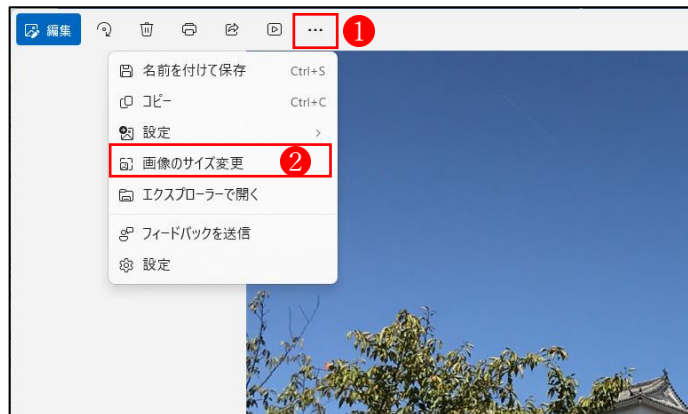 編集
… 1
名前を付けて保存 Ctrl+S
コピー Ctrl+C
設定 >
画像のサイズ変更 2
エクスプローラーで開く
フィードバックを送信
設定